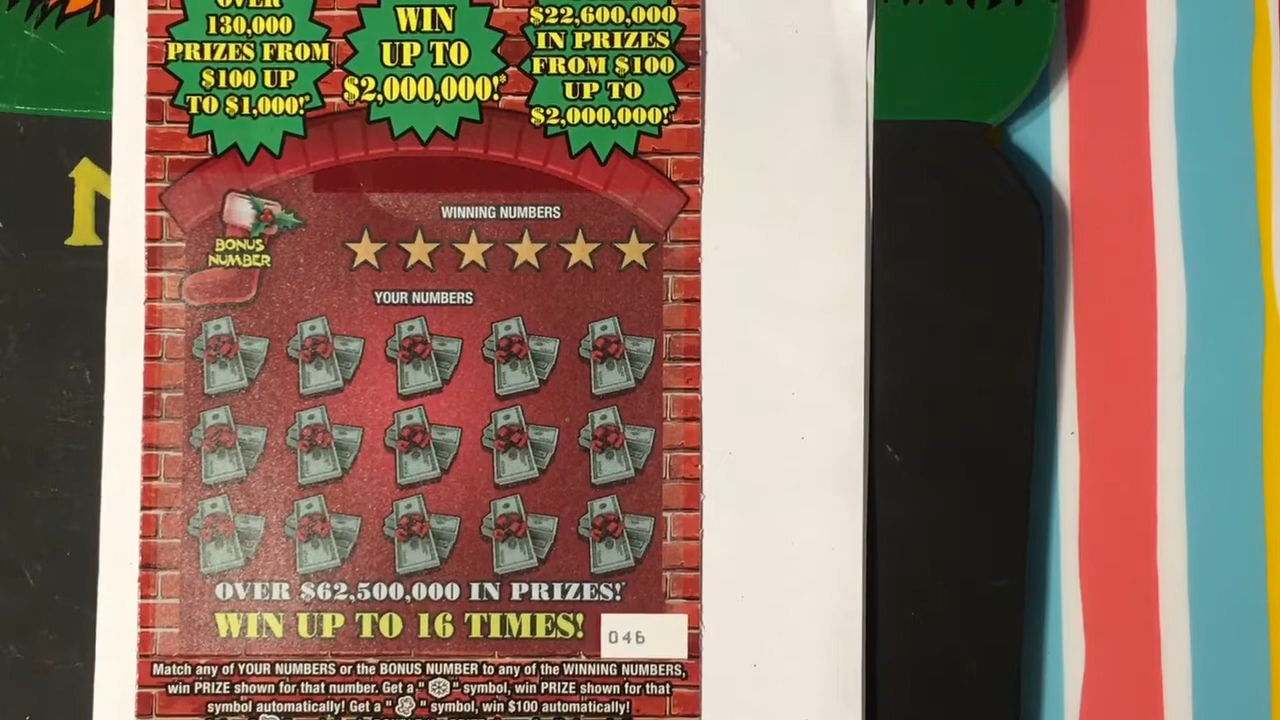 OVER
130,000
PRIZES FROM
$100 UP
TO $1,000!*
WIN
UP TO
$2,000,000!*
$22,600,000
IN PRIZES
FROM $100
UP TO
$2,000,000!*
BONUS
NUMBER
WINNING NUMBERS
YOUR NUMBERS
OVER $62,500,000 IN PRIZES!*
WIN UP TO 16 TIMES!
046
Match any of YOUR NUMBERS or the BONUS NUMBER to any of the WINNING NUMBERS,
win PRIZE shown for that number. Get a " " symbol, win PRIZE shown for that
symbol automatically! Get a " " symbol, win $100 automatically!